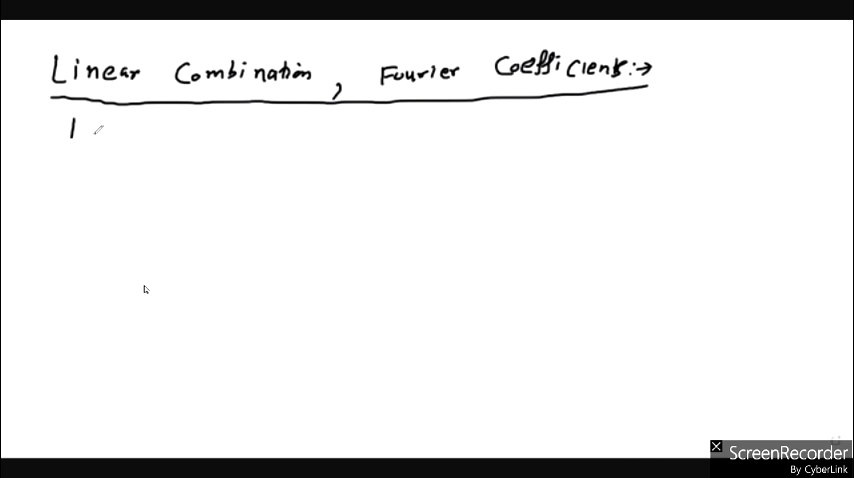 Linear Combination, Fourier Coefficients:→
1
ScreenRecorder
By CyberLink